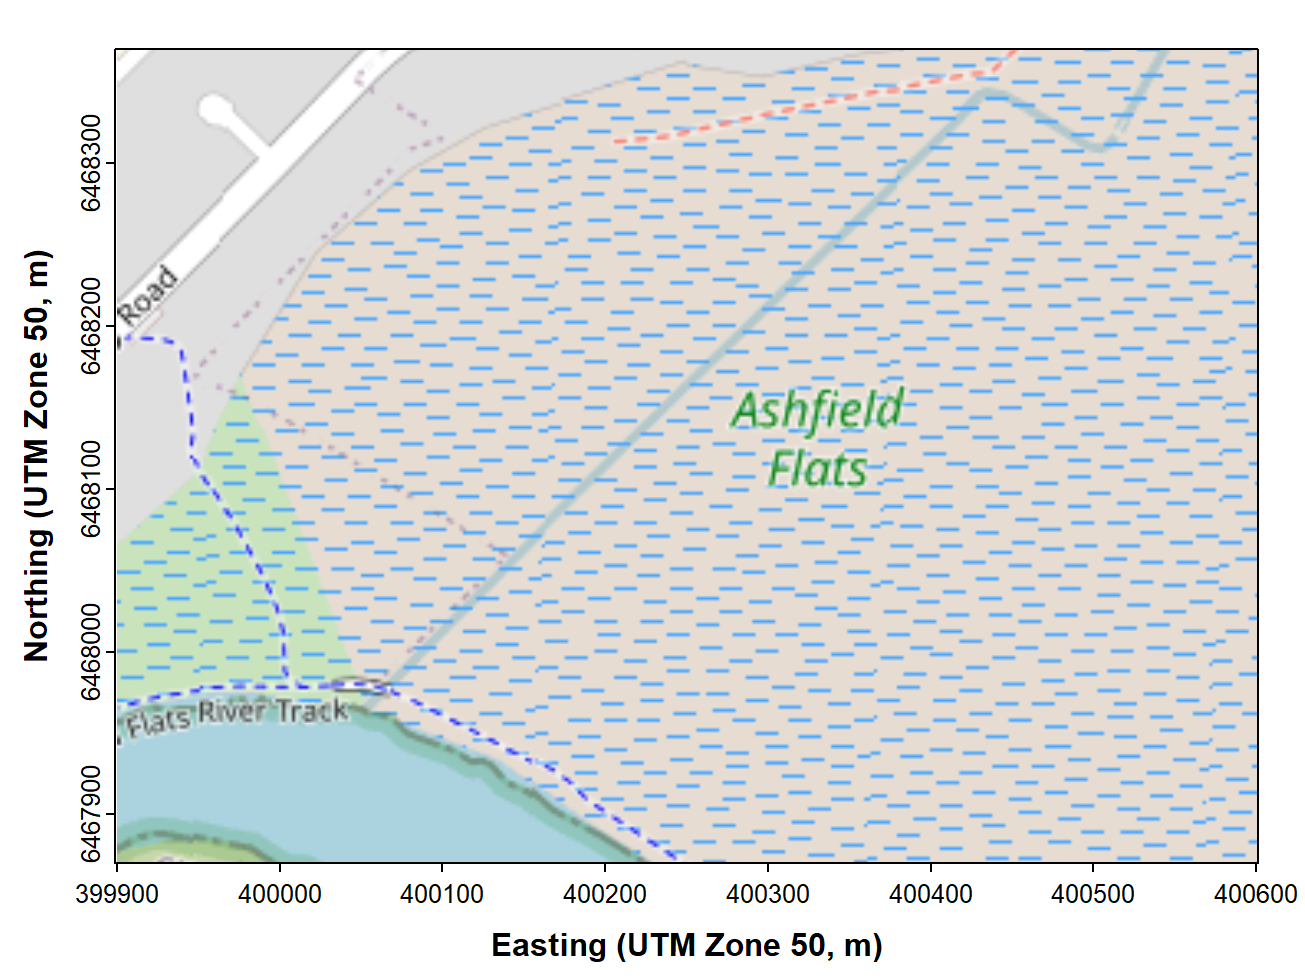 Northing (UTM Zone 50, m)
6468300
6468200
6468100
6468000
6467900
Road
Ashfield
Flats
Flats River Track
399900 400000 400100 400200 400300 400400 400500 400600
Easting (UTM Zone 50, m)